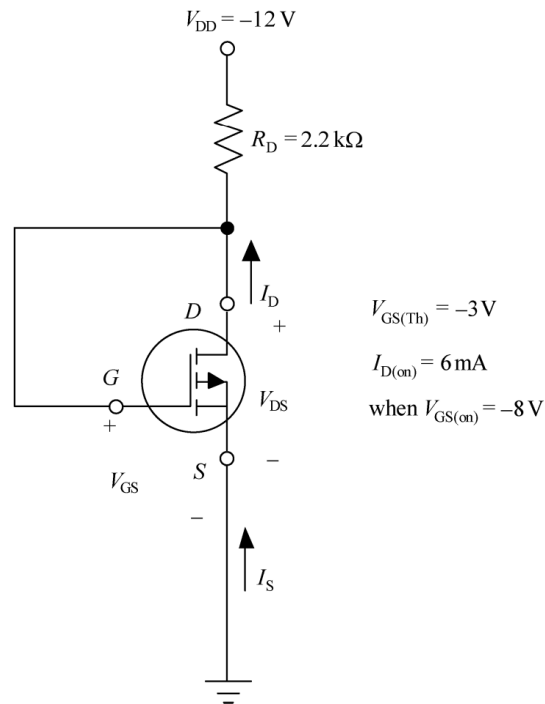 V_DD = –12 V
R_D = 2.2 kΩ
I_D
D
+
V_GS(Th) = –3 V
I_D(on) = 6 mA
when V_GS(on) = –8 V
G
+
V_DS
S
–
V_GS
–
I_S